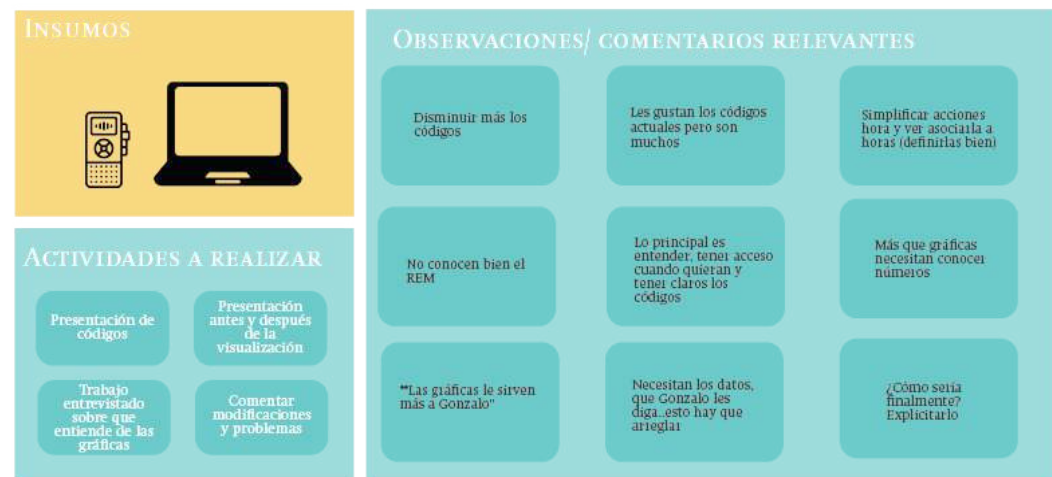 INSUMOS
ACTIVIDADES A REALIZAR
Presentación de
códigos
Presentación
antes y después
de la
visualización
Trabajo
entrevistado
sobre que
entiende de las
gráficas
Comentar
modificaciones
y problemas
OBSERVACIONES/ COMENTARIOS RELEVANTES
Disminuir más los
códigos
Les gustan los códigos
actuales pero son
muchos
Simplificar acciones
hora y ver asociarla a
horas (definirlas bien)
No conocen bien el
REM
Lo principal es
entender, tener acceso
cuando quieran y
tener claros los
códigos
Más que gráficas
necesitan conocer
números
"Las gráficas le sirven
más a Gonzalo"
Necesitan los datos,
que Gonzalo les
diga..esto hay que
arreglar
¿Cómo sería
finalmente?
Explicitarlo